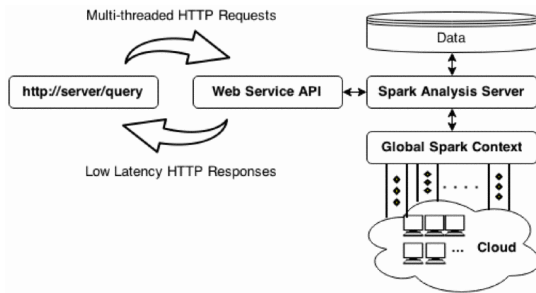 Multi-threaded HTTP Requests
Data
http://server/query
Web Service API
Spark Analysis Server
Global Spark Context
Low Latency HTTP Responses
. . . .
... Cloud